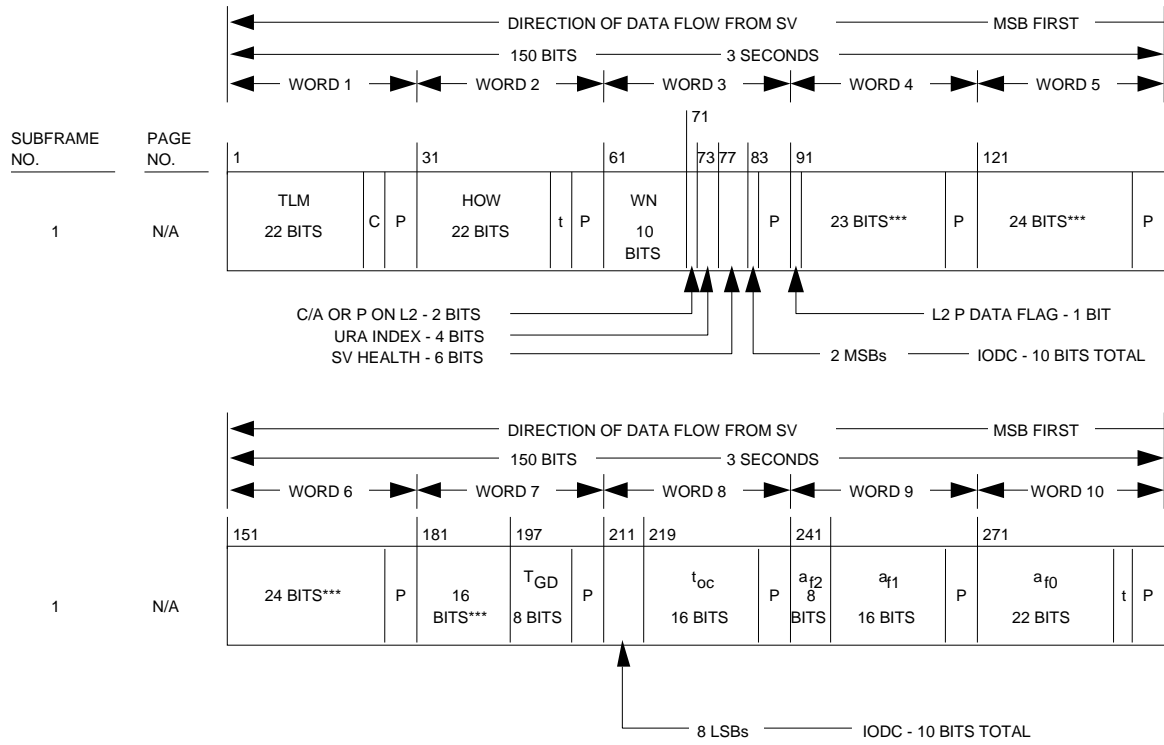 DIRECTION OF DATA FLOW FROM SV MSB FIRST
150 BITS 3 SECONDS
WORD 1 WORD 2 WORD 3 WORD 4 WORD 5
SUBFRAME NO. PAGE NO.
71
1 31 61 73 77 83 91 121
1 N/A
TLM 22 BITS C P
HOW 22 BITS t P
WN 10 BITS P
23 BITS*** P
24 BITS*** P
C/A OR P ON L2 - 2 BITS
URA INDEX - 4 BITS
SV HEALTH - 6 BITS
L2 P DATA FLAG - 1 BIT
2 MSBs IODC - 10 BITS TOTAL
DIRECTION OF DATA FLOW FROM SV MSB FIRST
150 BITS 3 SECONDS
WORD 6 WORD 7 WORD 8 WORD 9 WORD 10
151 181 197 211 219 241 271
1 N/A
24 BITS*** P
16 BITS***
TGD 8 BITS P
toc 16 BITS P
af2 8 BITS
af1 16 BITS P
af0 22 BITS t P
8 LSBs IODC - 10 BITS TOTAL